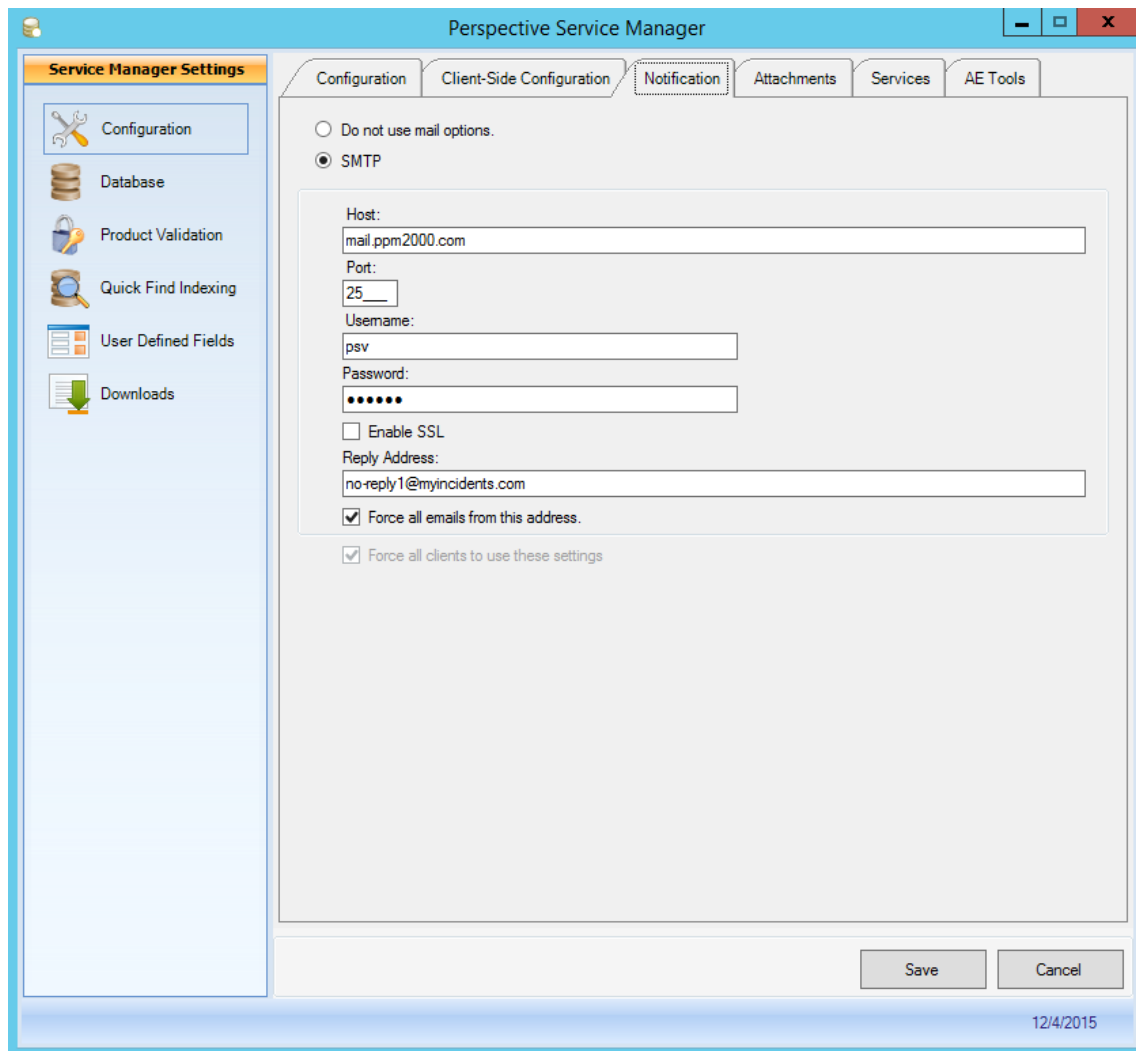 Perspective Service Manager
Service Manager Settings
Configuration
Database
Product Validation
Quick Find Indexing
User Defined Fields
Downloads
Configuration Client-Side Configuration Notification Attachments Services AE Tools
Do not use mail options.
SMTP
Host:
mail.ppm2000.com
Port:
25___
Username:
psv
Password:
●●●●●●
Enable SSL
Reply Address:
no-reply1@myincidents.com
Force all emails from this address.
Force all clients to use these settings
Save Cancel
12/4/2015